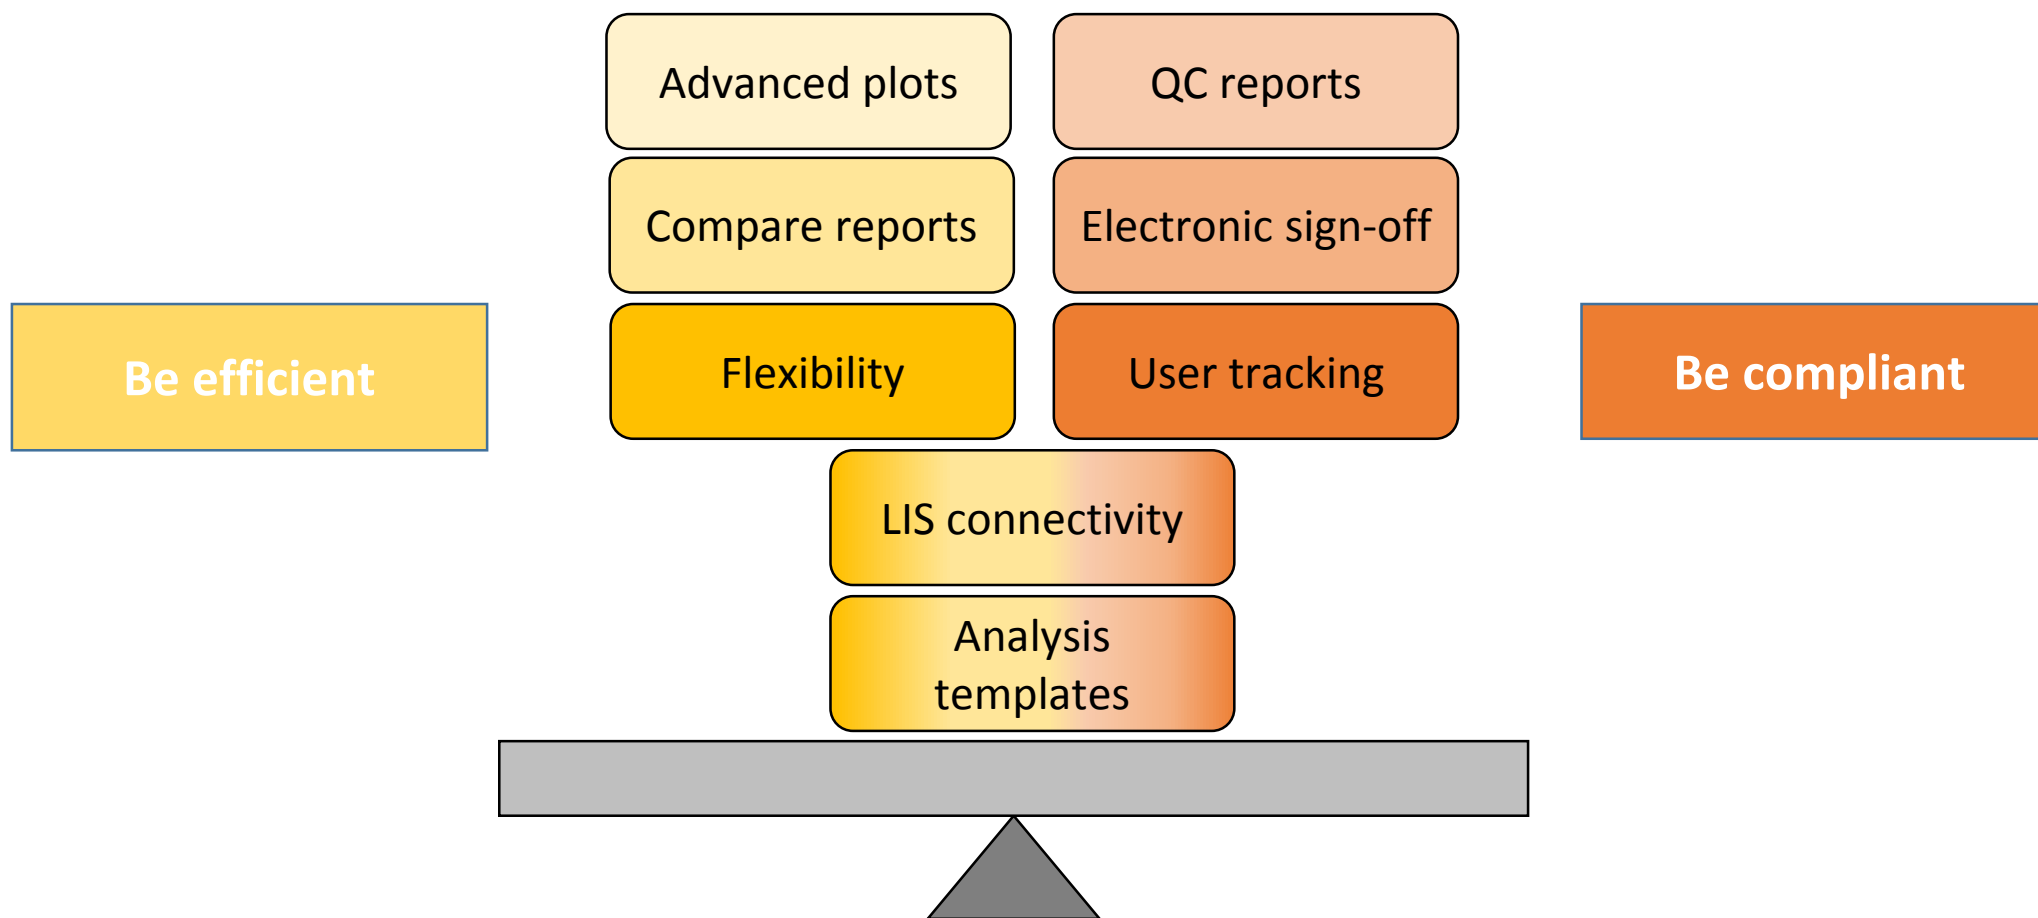 Advanced plots
QC reports
Compare reports
Electronic sign-off
Be efficient
Flexibility
User tracking
Be compliant
LIS connectivity
Analysis
templates